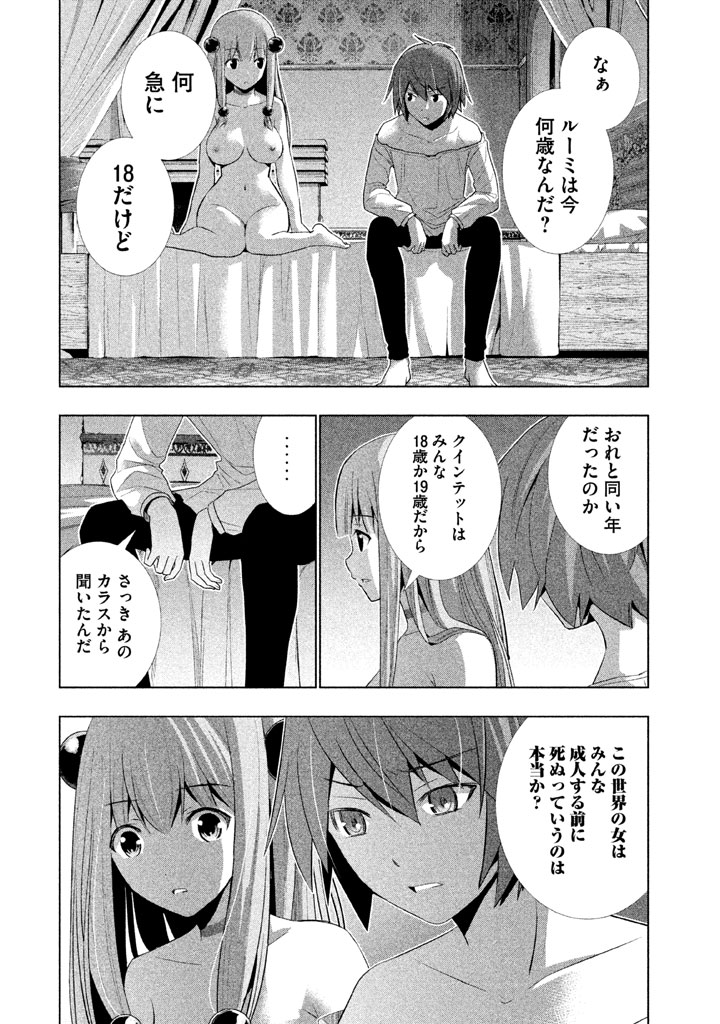 なぁ
ルーミは今
何歳なんだ？
何
急に
18だけど
おれと同い年
だったのか
クインテットは
みんな
18歳か19歳だから
・・・・・
さっき あの
カラスから
聞いたんだ
この世界の女は
みんな
成人する前に
死ぬっていうのは
本当か？